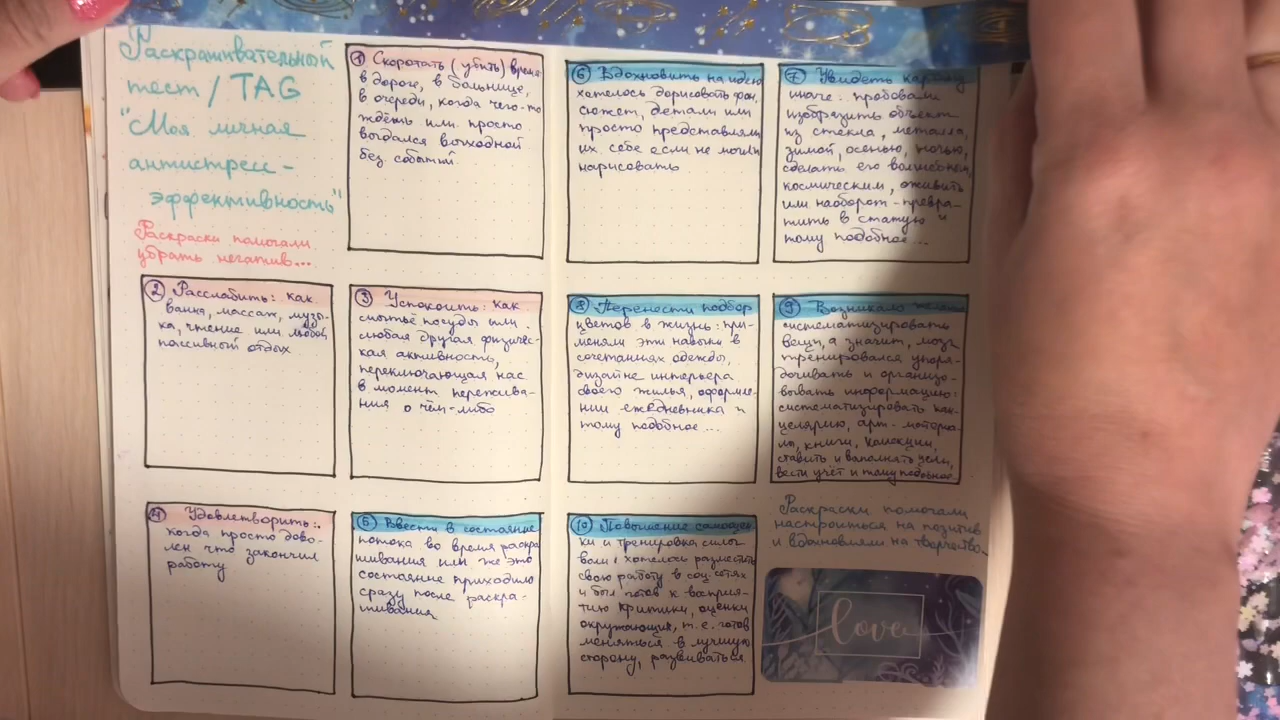 Раскрашивательный
тест / TAG
"Моя личная
антистресс-
эффективность"
Раскраски помогали
убрать негатив...
1 Скоротать (убить) время
в дороге, в больнице,
в очереди, когда чего-то
ждёшь или просто
выдался выходной
без событий
2 Расслабить: как
ванна, массаж, музы-
ка, чтение или любой
пассивный отдых
3 Успокоить: как
мытьё посуды или
любая другая физичес-
кая активность,
переключающая нас
в момент пережива-
ния о чём-либо
4 Удовлетворить:
когда просто дово-
лен что закончил
работу
5 Ввести в состояние
потока во время раскра
шивания или же это
состояние приходило
сразу после раскра-
шивания
6 Вдохновить на идею
хотелось дорисовать фон,
сюжет, детали или
просто представляли
их себе если не могли
нарисовать
7 Увидеть картину
иначе: пробовали
изобразить объект
из стекла, металла,
зимой, осенью, ночью,
сделать его волшебным,
космическим, оживить
или наоборот - превра-
тить в статую и
тому подобное...
8 Перенести подбор
цветов в жизнь: при-
меняли эти навыки в
сочетаниях одежды,
дизайне интерьера
своего жилья, оформле-
нии ежедневника и
тому подобное...
9 Возникало желание
систематизировать
вещи, а значит, мозг
тренировался упоря-
дочивать и организо-
вывать информацию:
систематизировать кан-
целярию, арт-материа-
лы, книги, колекции,
ставить и выполнять цели,
вести учёт и тому подобное
10 Повышение самооцен
ки и тренировка силы
воли: хотелось разместить
свою работу в соц. сетях
и был готов к восприя-
тию критики, оценки
окружающих, т.е. готов
меняться в лучшую
сторону, развиваться.
Раскраски помогали
настроиться на позитив
и вдохновляли на творчество.
love